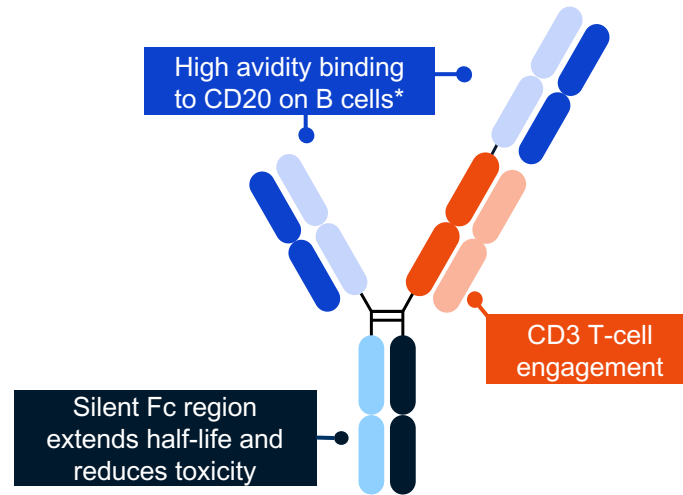 High avidity binding
to CD20 on B cells*
CD3 T-cell
engagement
Silent Fc region
extends half-life and
reduces toxicity